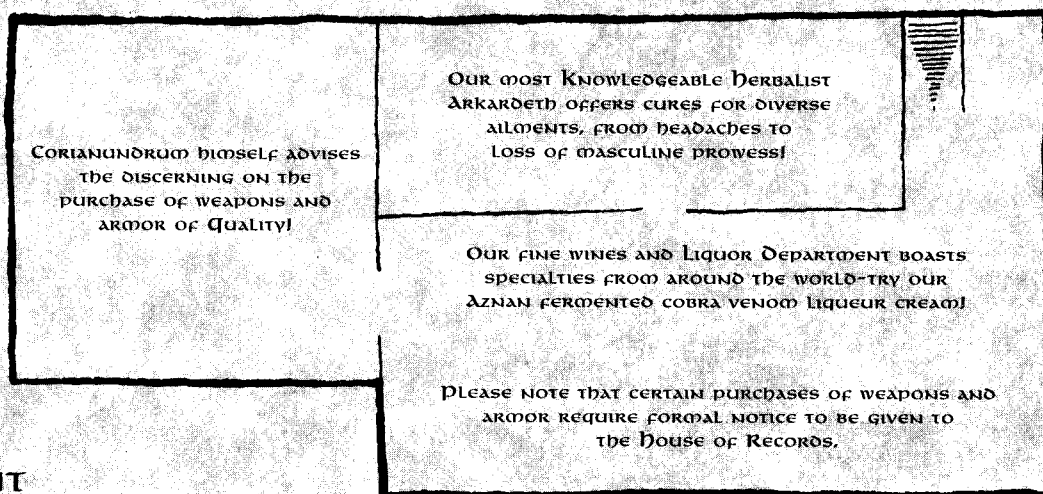 Corianundrum himself advises
the discerning on the
purchase of weapons and
armor of Quality!
Our most Knowledgeable Herbalist
Arkardeth offers cures for diverse
ailments, from headaches to
Loss of masculine prowess!
Our fine wines and Liquor Department boasts
specialties from around the world-try our
Aznan fermented cobra venom Liqueur cream!
Please note that certain purchases of weapons and
armor require formal notice to be given to
the House of Records.